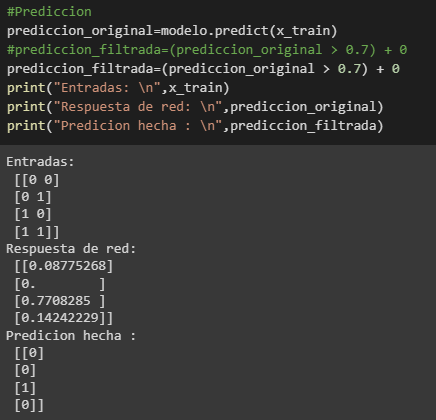 #Prediccion
prediccion_original=modelo.predict(x_train)
#prediccion_filtrada=(prediccion_original > 0.7) + 0
prediccion_filtrada=(prediccion_original > 0.7) + 0
print("Entradas: \n",x_train)
print("Respuesta de red: \n",prediccion_original)
print("Predicion hecha : \n",prediccion_filtrada)
Entradas:
 [[0 0]
 [0 1]
 [1 0]
 [1 1]]
Respuesta de red:
 [[0.08775268]
 [0.        ]
 [0.7708285 ]
 [0.14242229]]
Predicion hecha :
 [[0]
 [0]
 [1]
 [0]]